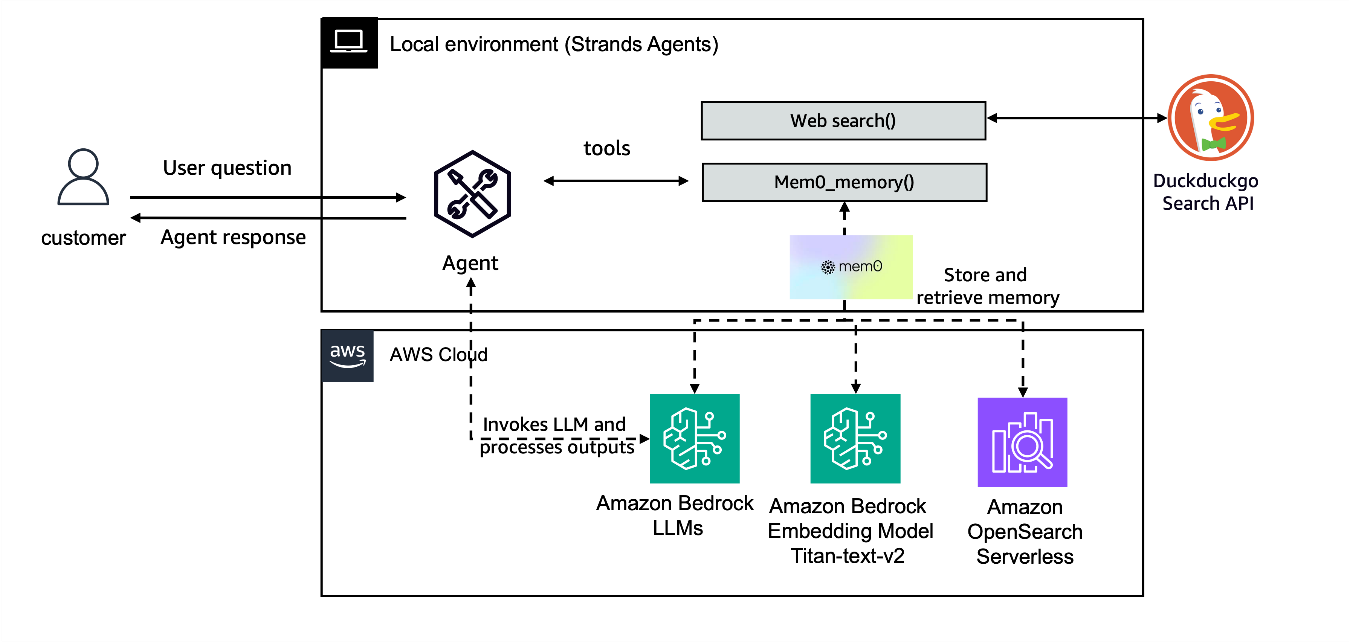 Local environment (Strands Agents)
Web search()
tools
User question
Mem0_memory()
Duckduckgo
Search API
customer
Agent response
Agent
mem0
Store and
retrieve memory
aws
AWS Cloud
Invokes LLM and
processes outputs
Amazon Bedrock
LLMs
Amazon Bedrock
Embedding Model
Titan-text-v2
Amazon
OpenSearch
Serverless